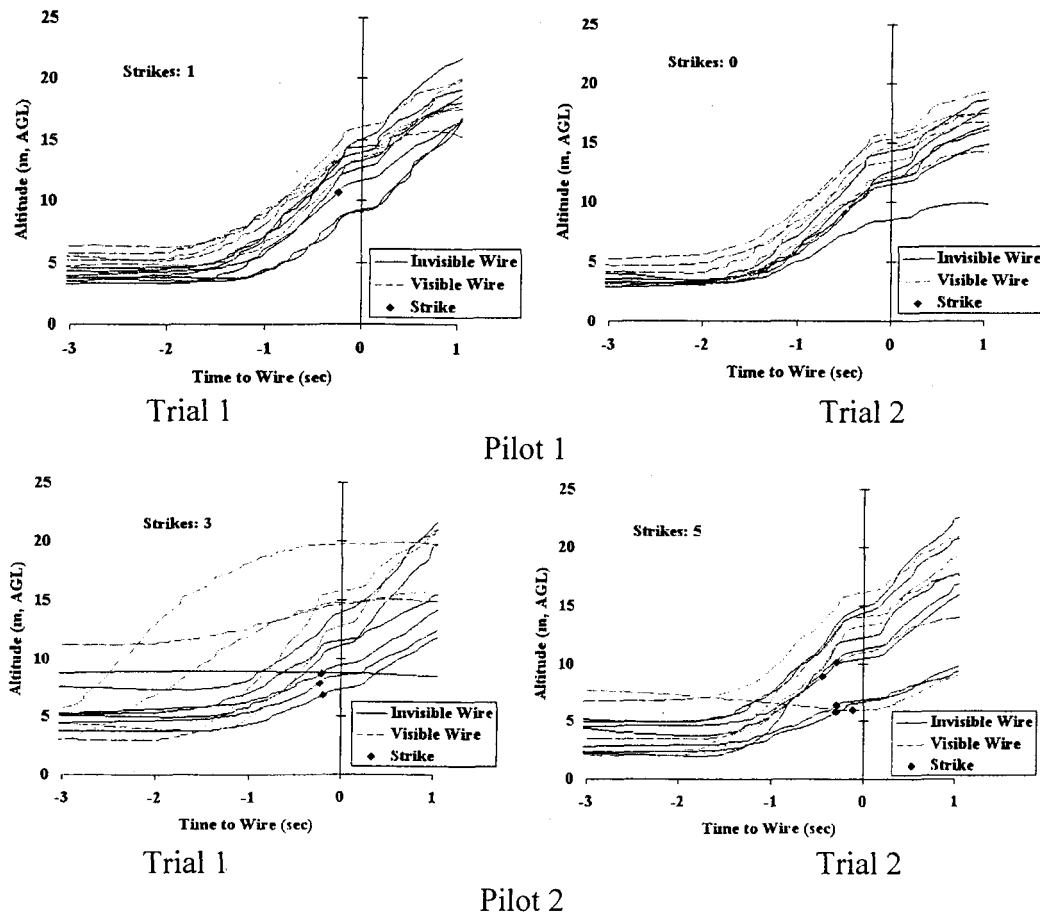 25
20
15
10
5
0
Altitude (m, AGL)
Strikes: 1
Invisible Wire
Visible Wire
Strike
-3
-2
-1
0
1
Time to Wire (sec)
Trial 1
25
20
15
10
5
0
Altitude (m, AGL)
Strikes: 0
Invisible Wire
Visible Wire
Strike
-3
-2
-1
0
1
Time to Wire (sec)
Trial 2
Pilot 1
25
20
15
10
5
0
Altitude (m, AGL)
Strikes: 3
Invisible Wire
Visible Wire
Strike
-3
-2
-1
0
1
Time to Wire (sec)
Trial 1
25
20
15
10
5
0
Altitude (m, AGL)
Strikes: 5
Invisible Wire
Visible Wire
Strike
-3
-2
-1
0
1
Time to Wire (sec)
Trial 2
Pilot 2